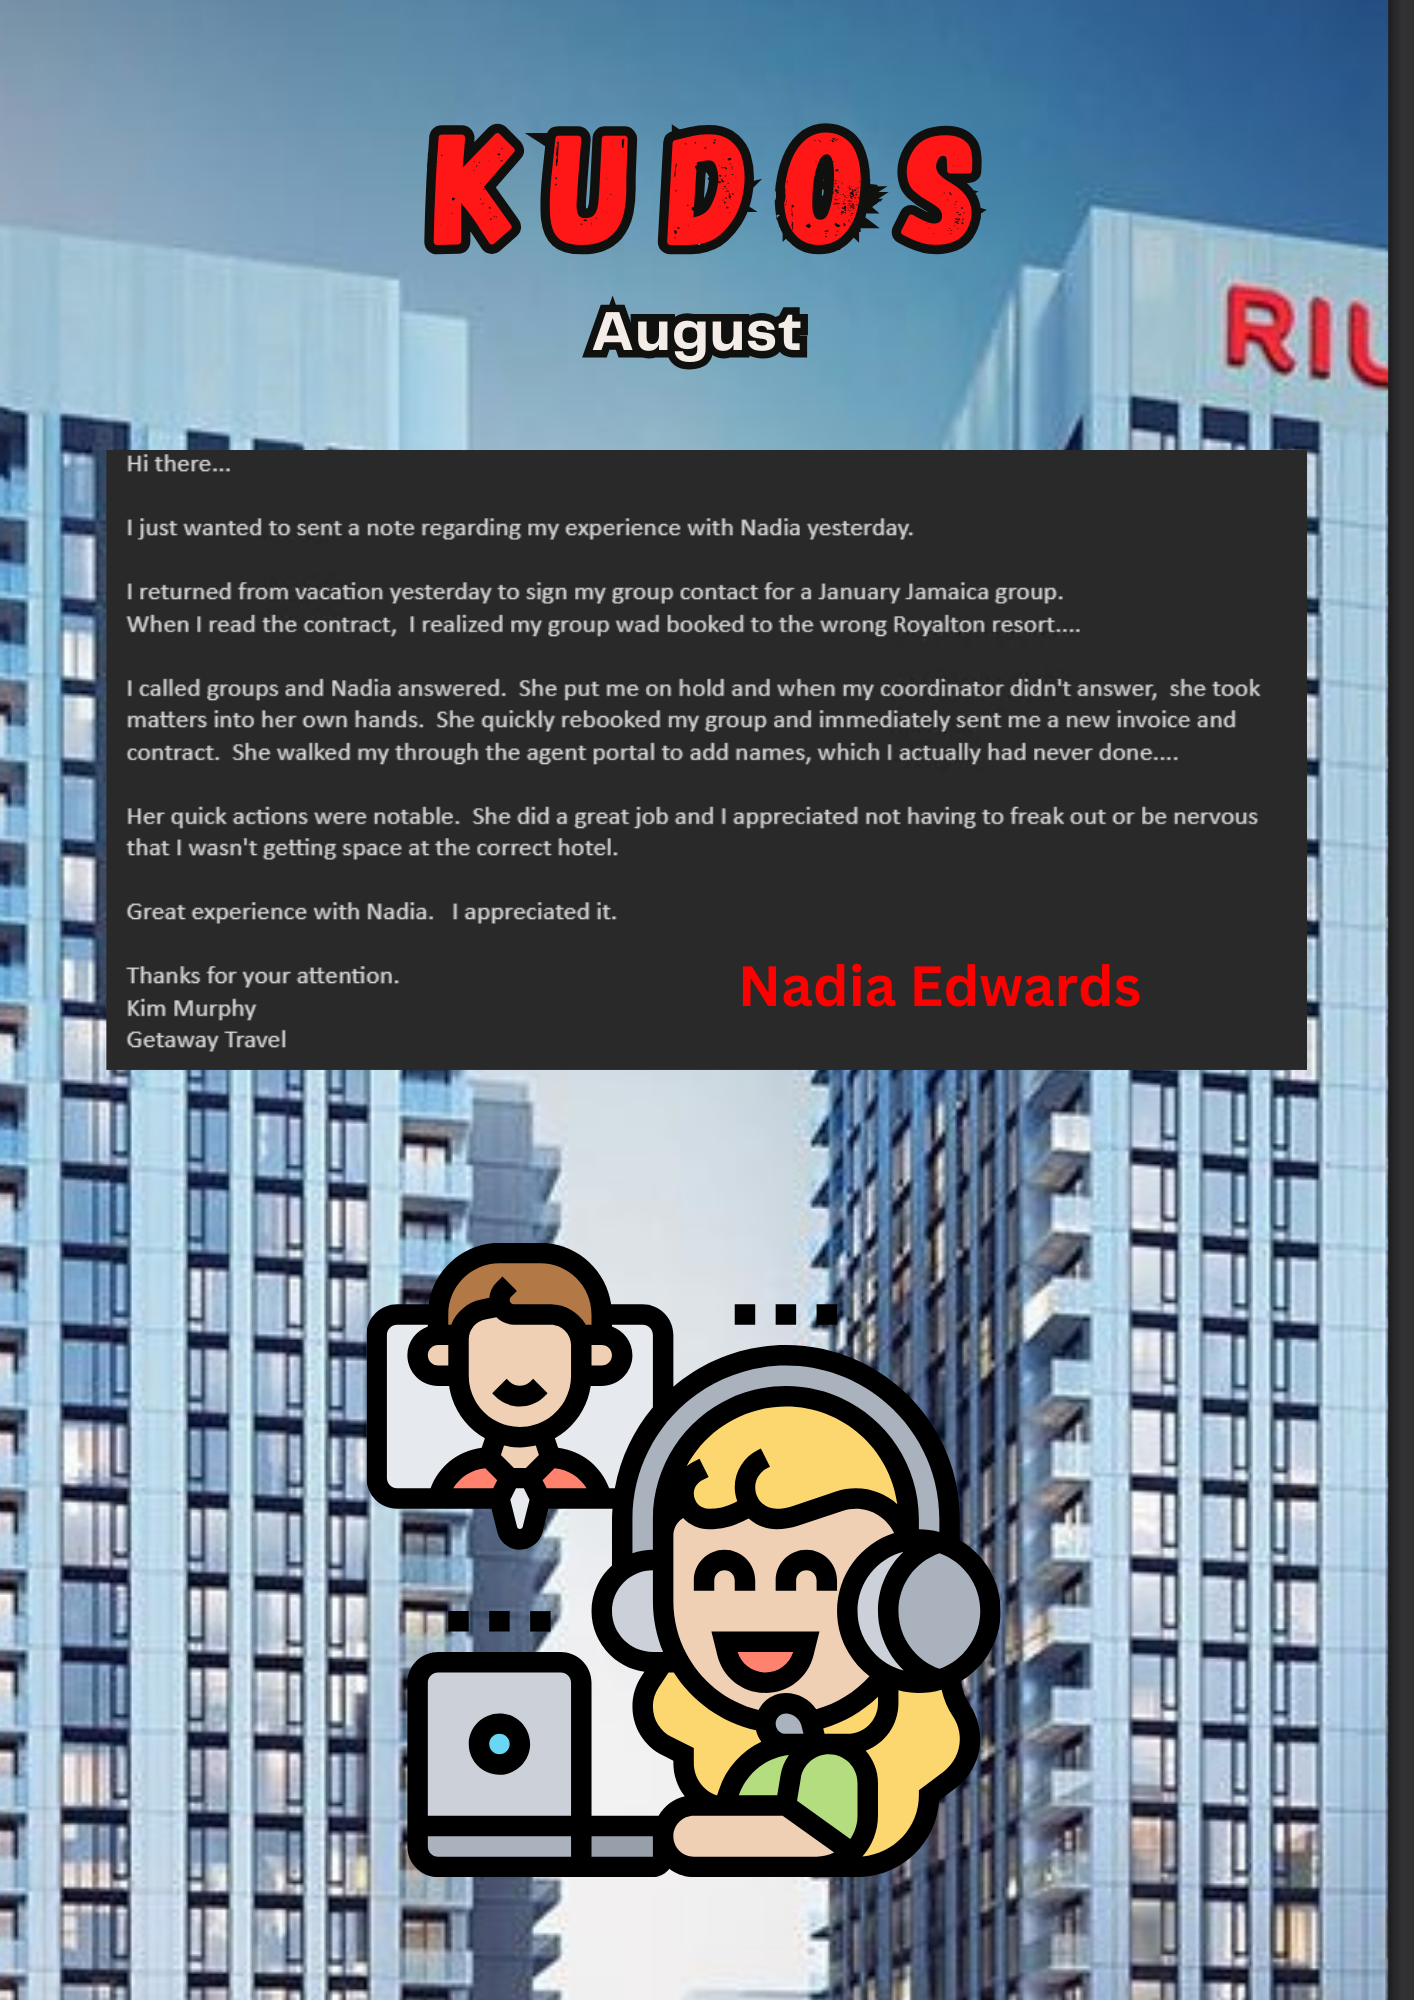 KUDOS
August
RIU
Hi there...
I just wanted to sent a note regarding my experience with Nadia yesterday.
I returned from vacation yesterday to sign my group contact for a January Jamaica group.
When I read the contract,  I realized my group wad booked to the wrong Royalton resort....
I called groups and Nadia answered.  She put me on hold and when my coordinator didn't answer,  she took
matters into her own hands.  She quickly rebooked my group and immediately sent me a new invoice and
contract.  She walked my through the agent portal to add names, which I actually had never done....
Her quick actions were notable.  She did a great job and I appreciated not having to freak out or be nervous
that I wasn't getting space at the correct hotel.
Great experience with Nadia.   I appreciated it.
Thanks for your attention.
Kim Murphy
Getaway Travel
Nadia Edwards